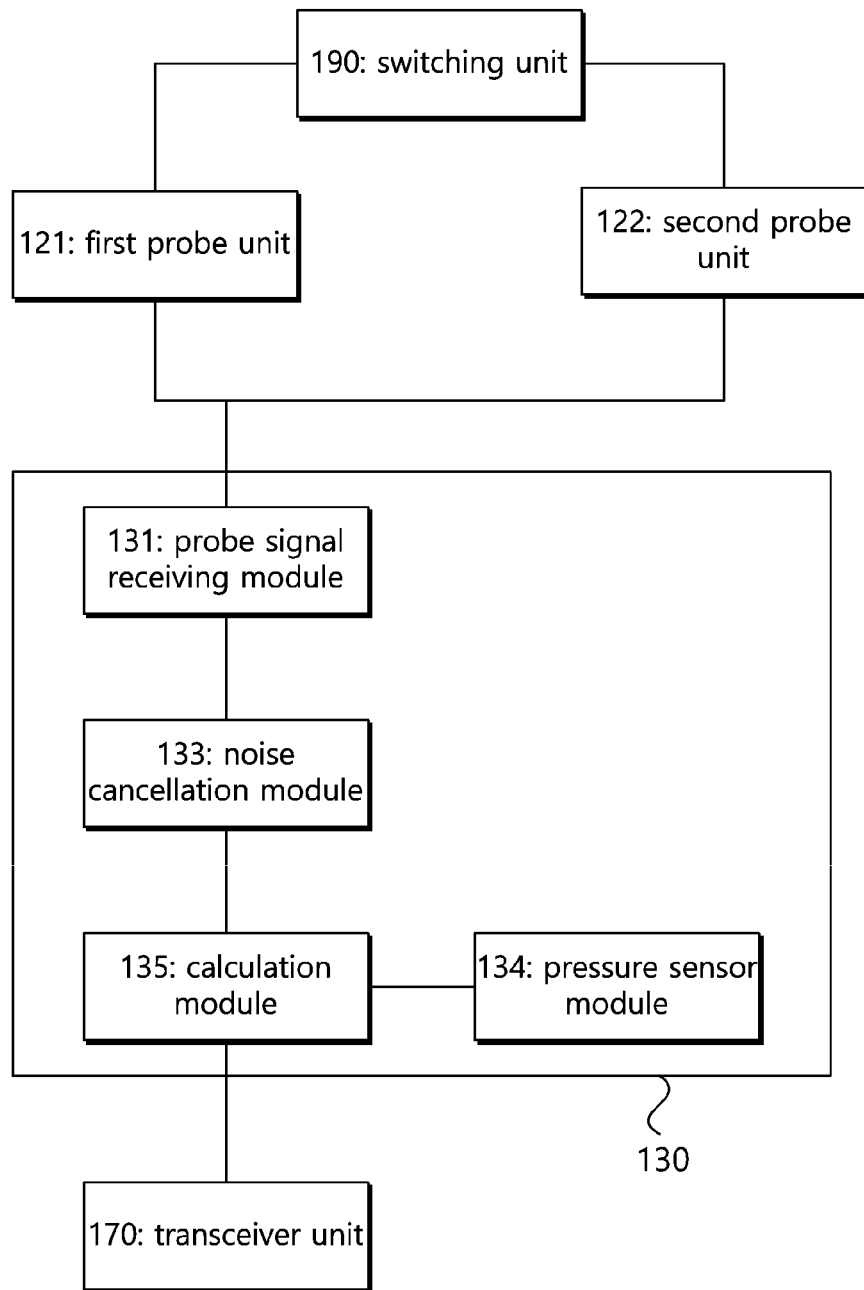 190: switching unit
121: first probe unit
122: second probe
unit
131: probe signal
receiving module
133: noise
cancellation module
135: calculation
module
134: pressure sensor
module
130
170: transceiver unit